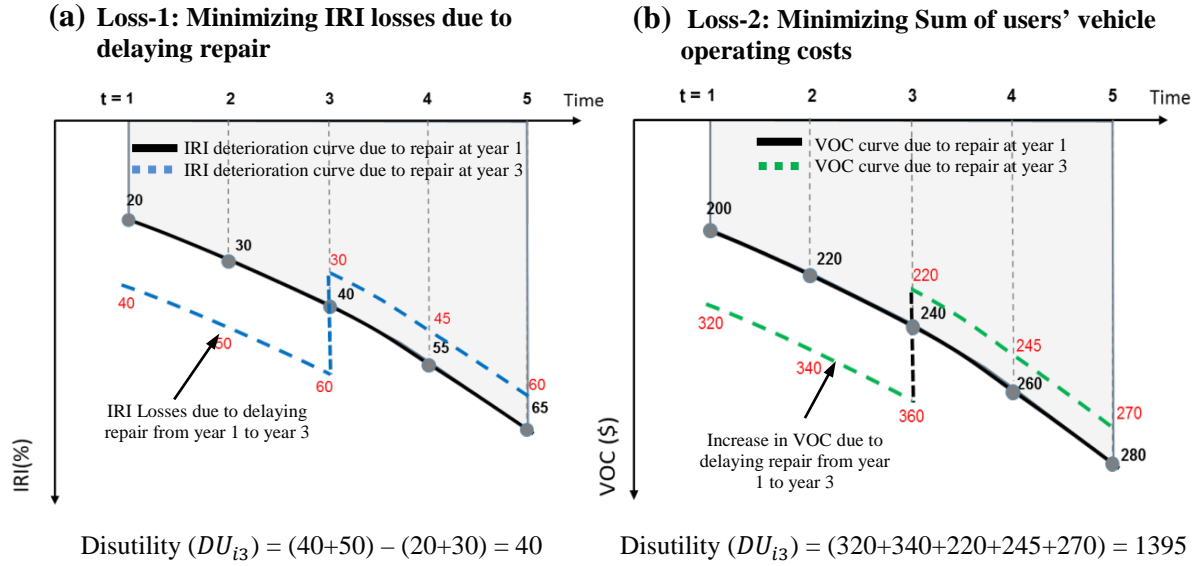 (a) Loss-1: Minimizing IRI losses due to
delaying repair
t = 1 2 3 4 5 Time
IRI deterioration curve due to repair at year 1
IRI deterioration curve due to repair at year 3
20
30
30
40
40
45
50
55
60
60
65
IRI Losses due to delaying
repair from year 1 to year 3
IRI(%)
Disutility (DUᵢ₃) = (40+50) – (20+30) = 40
(b) Loss-2: Minimizing Sum of users’ vehicle
operating costs
t = 1 2 3 4 5 Time
VOC curve due to repair at year 1
VOC curve due to repair at year 3
200
220
220
240
320
245
340
260
360
270
280
Increase in VOC due to
delaying repair from year
1 to year 3
VOC ($)
Disutility (DUᵢ₃) = (320+340+220+245+270) = 1395